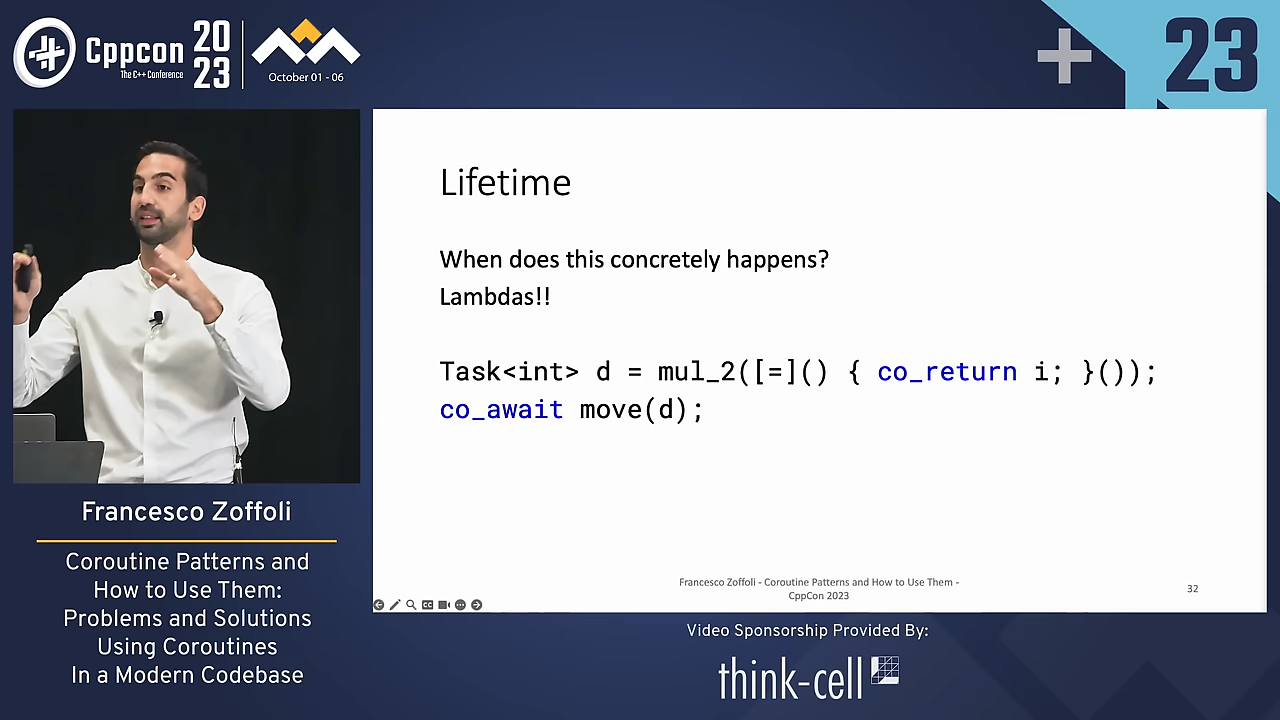 Cppcon
The C++ Conference
20
23
October 01 - 06
23
Lifetime
When does this concretely happens?
Lambdas!!
Task<int> d = mul_2([=]() { co_return i; }());
co_await move(d);
Francesco Zoffoli - Coroutine Patterns and How to Use Them -
CppCon 2023
32
Francesco Zoffoli
Coroutine Patterns and
How to Use Them:
Problems and Solutions
Using Coroutines
In a Modern Codebase
Video Sponsorship Provided By:
think-cell